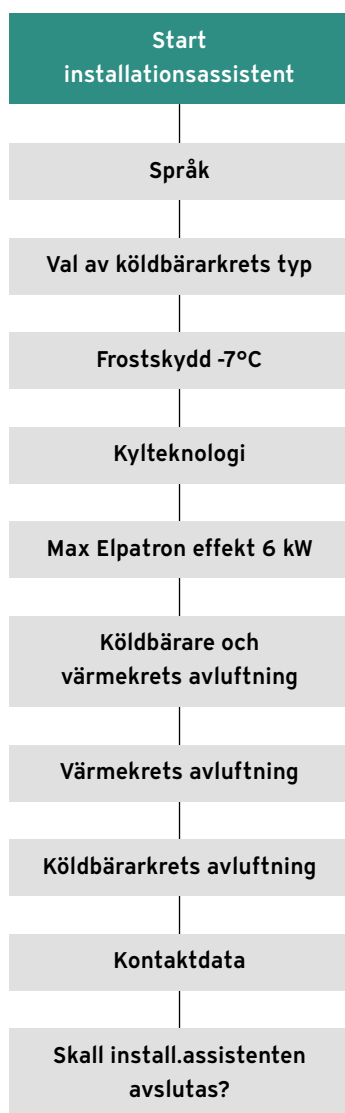 Start
installationsassistent
Språk
Val av köldbärarkrets typ
Frostskydd -7°C
Kylteknologi
Max Elpatron effekt 6 kW
Köldbärare och
värmekrets avluftning
Värmekrets avluftning
Köldbärarkrets avluftning
Kontaktdata
Skall install.assistenten
avslutas?